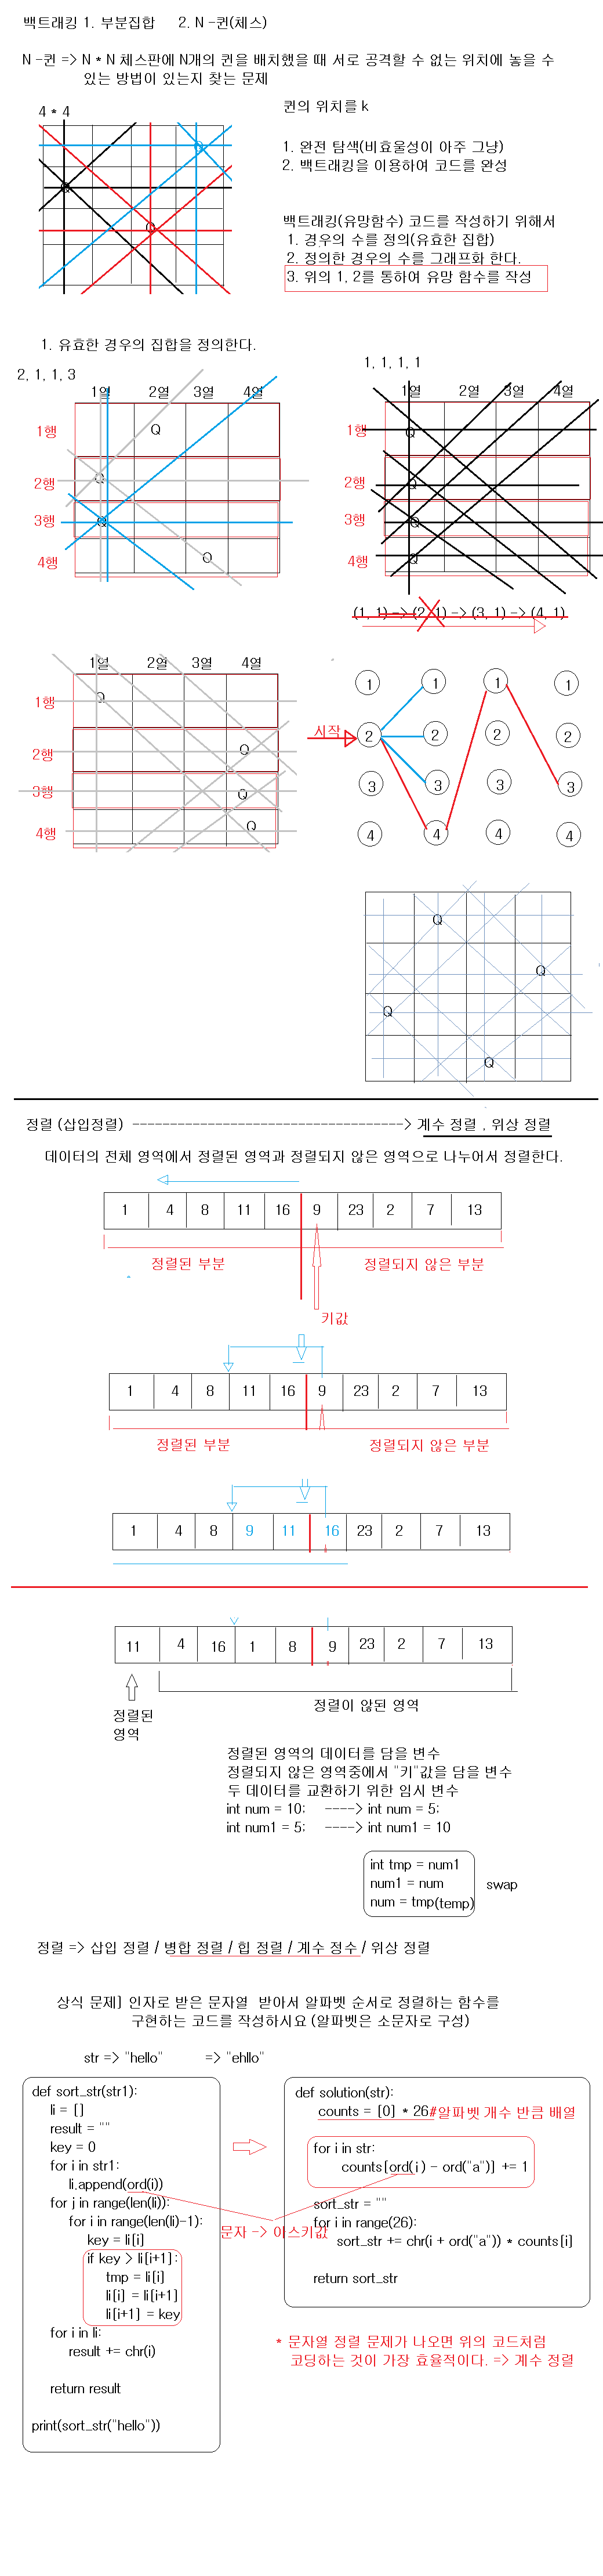 백트래킹 1. 부분집합 2. N -퀸(체스)
N -퀸 => N * N 체스판에 N개의 퀸을 배치했을 때 서로 공격할 수 없는 위치에 놓을 수
있는 방법이 있는지 찾는 문제
4 * 4
퀸의 위치를 k
Q
Q
Q
1. 완전 탐색(비효울성이 아주 그냥)
2. 백트래킹을 이용하여 코드를 완성
백트래킹(유망함수) 코드를 작성하기 위해서
1. 경우의 수를 정의(유효한 집합)
2. 정의한 경우의 수를 그래프화 한다.
3. 위의 1, 2를 통하여 유망 함수를 작성
1. 유효한 경우의 집합을 정의한다.
2, 1, 1, 3
1열 2열 3열 4열
1행 Q
2행 Q
3행 Q
4행 Q
1, 1, 1, 1
1열 2열 3열 4열
1행 Q
2행 Q
3행 Q
4행 Q
(1, 1) -> (2, 1) -> (3, 1) -> (4, 1)
1열 2열 3열 4열
1행 Q
2행 Q
3행 Q
4행 Q
1 1 1 1
시작 2 2 2 2
3 3 3 3
4 4 4 4
Q
Q
Q
Q
정렬 (삽입정렬) ------------------------------------> 계수 정렬 , 위상 정렬
데이터의 전체 영역에서 정렬된 영역과 정렬되지 않은 영역으로 나누어서 정렬한다.
1 4 8 11 16 9 23 2 7 13
정렬된 부분 정렬되지 않은 부분
키값
1 4 8 11 16 9 23 2 7 13
정렬된 부분 정렬되지 않은 부분
1 4 8 9 11 16 23 2 7 13
11 4 16 1 8 9 23 2 7 13
정렬된
영역
정렬이 않된 영역
정렬된 영역의 데이터를 담을 변수
정렬되지 않은 영역중에서 "키"값을 담을 변수
두 데이터를 교환하기 위한 임시 변수
int num = 10; ----> int num = 5;
int num1 = 5; ----> int num1 = 10
int tmp = num1
num1 = num
num = tmp(temp)
swap
정렬 => 삽입 정렬 / 병합 정렬 / 힙 정렬 / 계수 정수 / 위상 정렬
상식 문제] 인자로 받은 문자열 받아서 알파벳 순서로 정렬하는 함수를
구현하는 코드를 작성하시요 (알파벳은 소문자로 구성)
str => "hello" => "ehllo"
def sort_str(str1):
li = []
result = ""
key = 0
for i in str1:
li.append(ord(i))
for j in range(len(li)):
for i in range(len(li)-1):
key = li[i]
if key > li[i+1]:
tmp = li[i]
li[i] = li[i+1]
li[i+1] = key
for i in li:
result += chr(i)
return result
print(sort_str("hello"))
def solution(str):
counts = [0] * 26#알파벳 개수 반큼 배열
for i in str:
counts[ord(i) - ord("a")] += 1
sort_str = ""
for i in range(26):
sort_str += chr(i + ord("a")) * counts[i]
return sort_str
문자 -> 아스키값
* 문자열 정렬 문제가 나오면 위의 코드처럼
코딩하는 것이 가장 효율적이다. => 계수 정렬